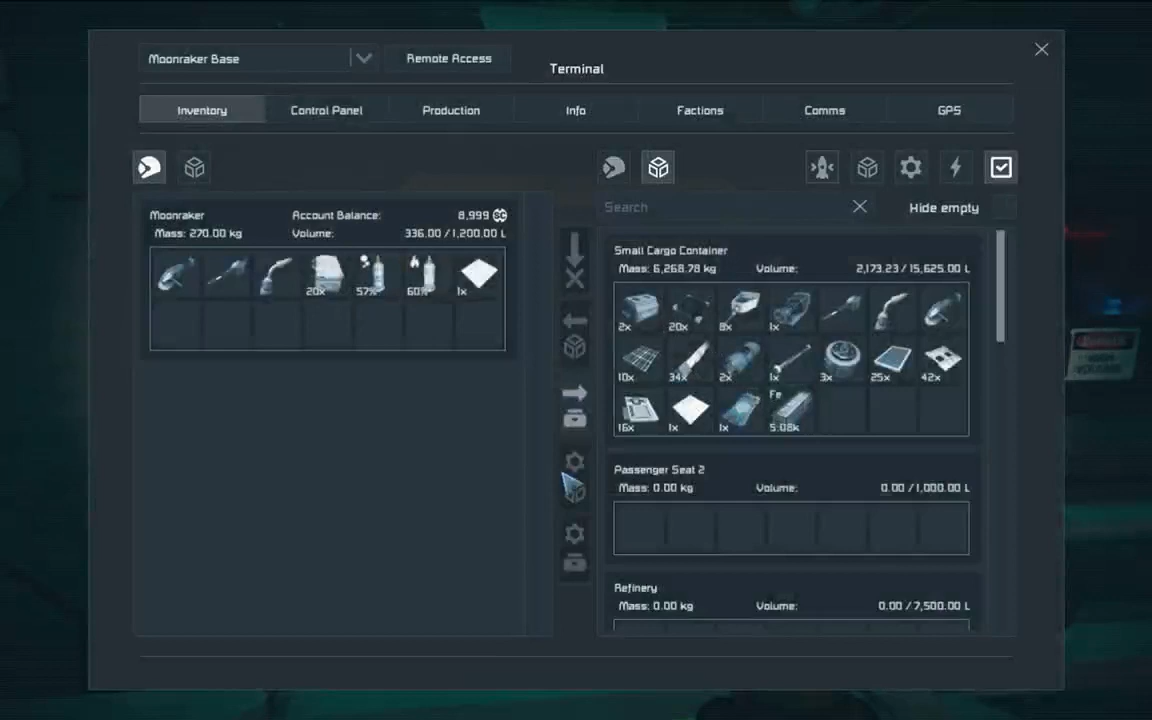 Moonraker Base
Remote Access
Terminal
Inventory Control Panel Production Info Factions Comms GPS
Moonraker Account Balance: 8,999 SC
Mass: 270.00 kg Volume: 336.00 / 1,200.00 L
20x 57% 60% 1x
Search
Hide empty
Small Cargo Container
Mass: 6,268.78 kg Volume: 2,173.23 / 15,625.00 L
2x 20x 8x 1x
10x 34x 2x 1x 3x 25x 42x
Fe
16x 1x 1x 5.08k
Passenger Seat 2
Mass: 0.00 kg Volume: 0.00 / 1,000.00 L
Refinery
Mass: 0.00 kg Volume: 0.00 / 7,500.00 L